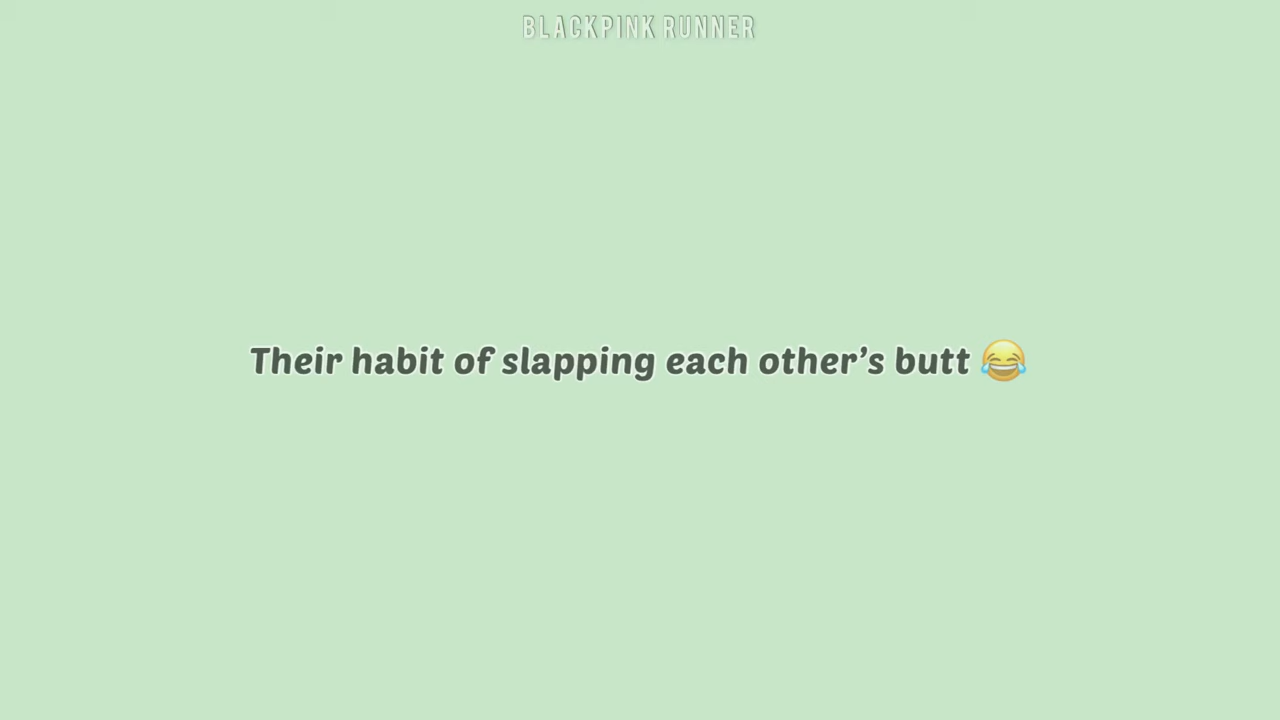 BLACKPINK RUNNER
Their habit of slapping each other’s butt 😂